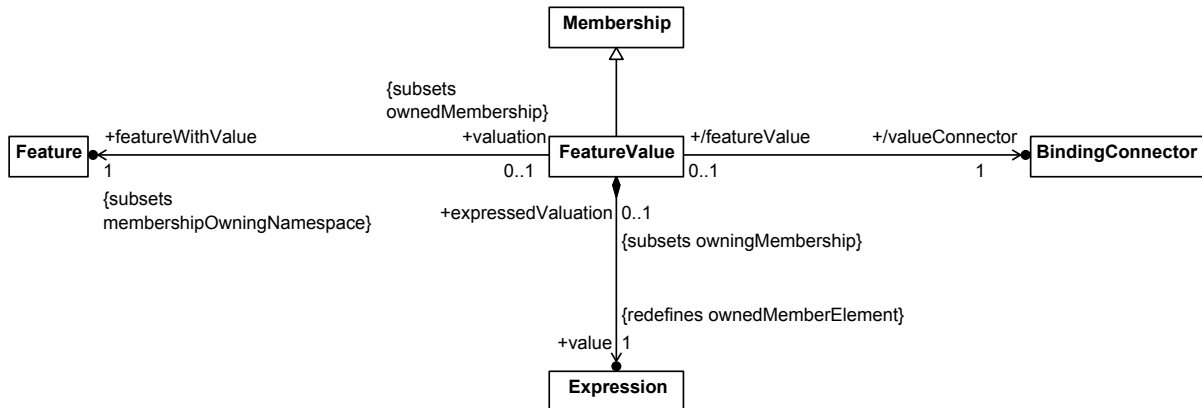 Membership
{subsets
ownedMembership}
+featureWithValue
+valuation
+/featureValue
+/valueConnector
Feature
FeatureValue
BindingConnector
1
0..1
0..1
1
{subsets
membershipOwningNamespace}
+expressedValuation
0..1
{subsets owningMembership}
{redefines ownedMemberElement}
+value
1
Expression